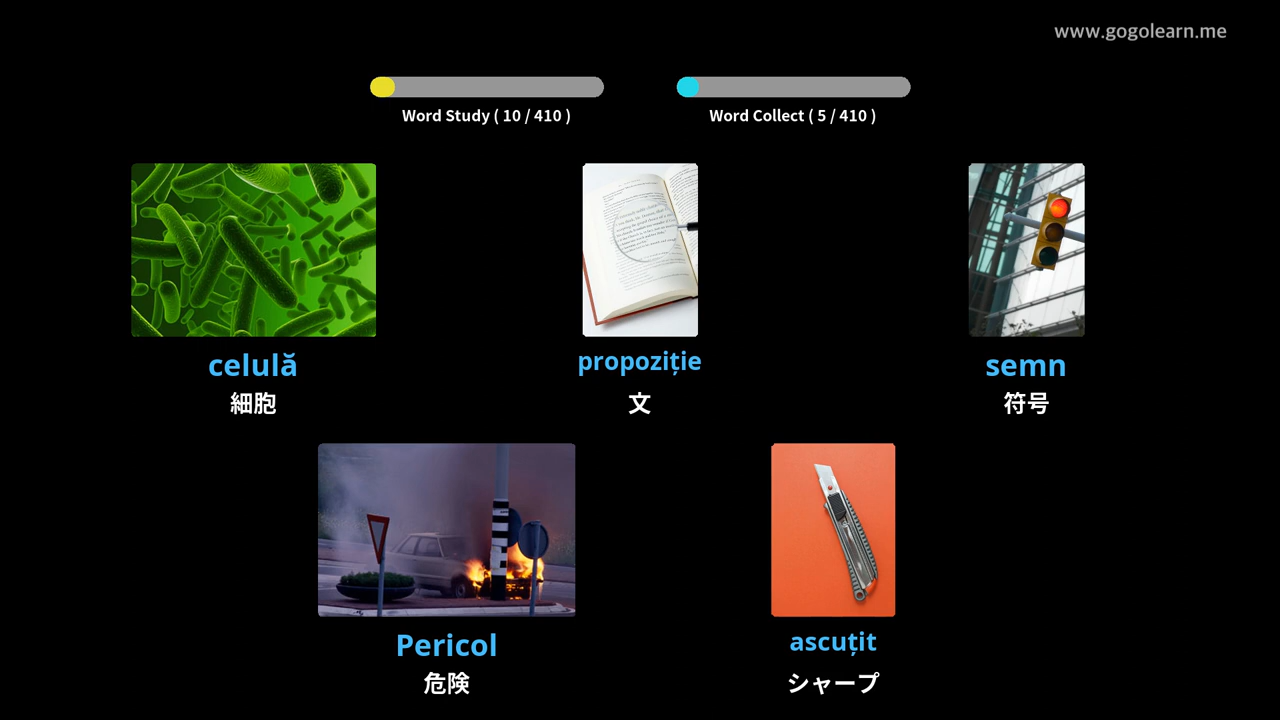 www.gogolearn.me
Word Study ( 10 / 410 )
Word Collect ( 5 / 410 )
celulă
細胞
propoziție
文
semn
符号
Pericol
危険
ascuțit
シャープ